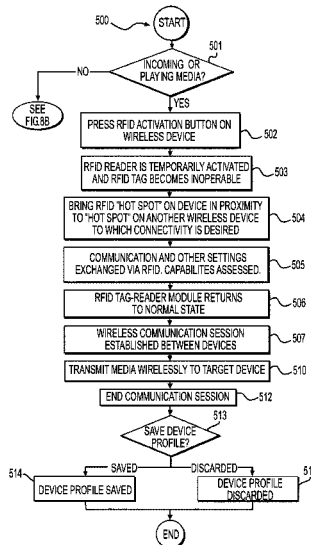 500
START
501
INCOMING OR
PLAYING MEDIA?
NO
SEE
FIG.8B
YES
PRESS RFID ACTIVATION BUTTON ON
WIRELESS DEVICE
502
RFID READER IS TEMPORARILY ACTIVATED
AND RFID TAG BECOMES INOPERABLE
503
BRING RFID "HOT SPOT" ON DEVICE IN PROXIMITY
TO "HOT SPOT" ON ANOTHER WIRELESS DEVICE
TO WHICH CONNECTIVITY IS DESIRED
504
COMMUNICATION AND OTHER SETTINGS
EXCHANGED VIA RFID. CAPABILITES ASSESSED.
505
RFID TAG-READER MODULE RETURNS
TO NORMAL STATE
506
WIRELESS COMMUNICATION SESSION
ESTABLISHED BETWEEN DEVICES
507
TRANSMIT MEDIA WIRELESSLY TO TARGET DEVICE
510
END COMMUNICATION SESSION
512
513
SAVE DEVICE
PROFILE?
SAVED
DISCARDED
514
DEVICE PROFILE SAVED
DEVICE PROFILE
DISCARDED
END